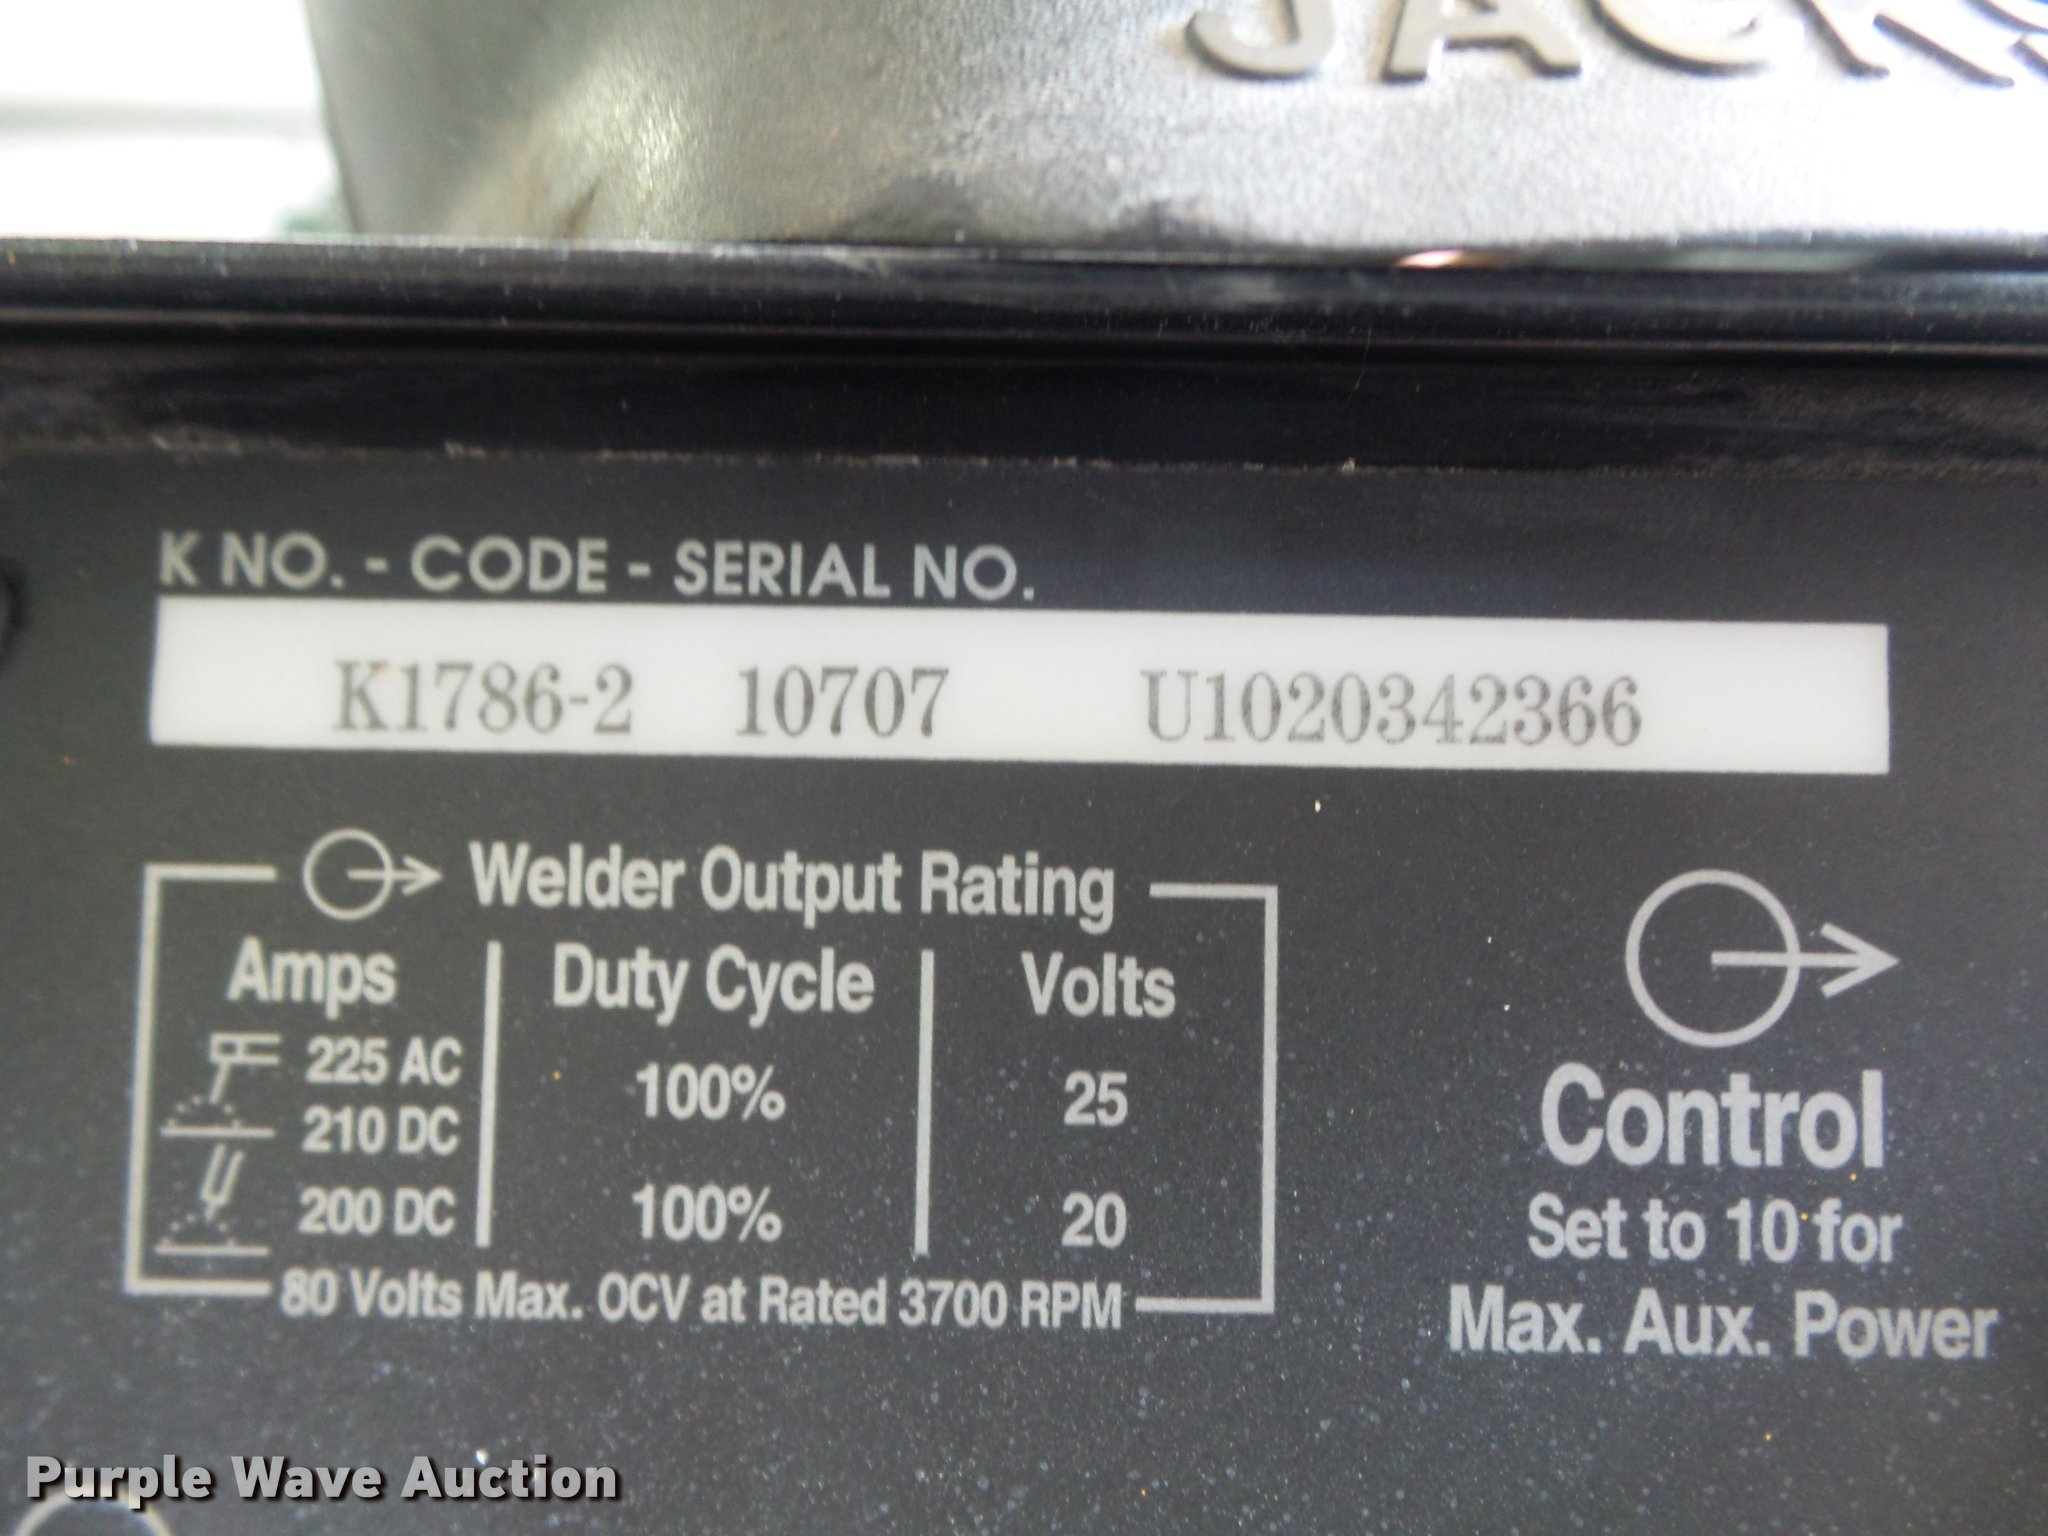 K NO. - CODE - SERIAL NO.
K1786-2 10707 U1020342366
Welder Output Rating
Amps Duty Cycle Volts
225 AC
210 DC
100% 25
200 DC 100% 20
80 Volts Max. OCV at Rated 3700 RPM
Control
Set to 10 for
Max. Aux. Power
Purple Wave Auction